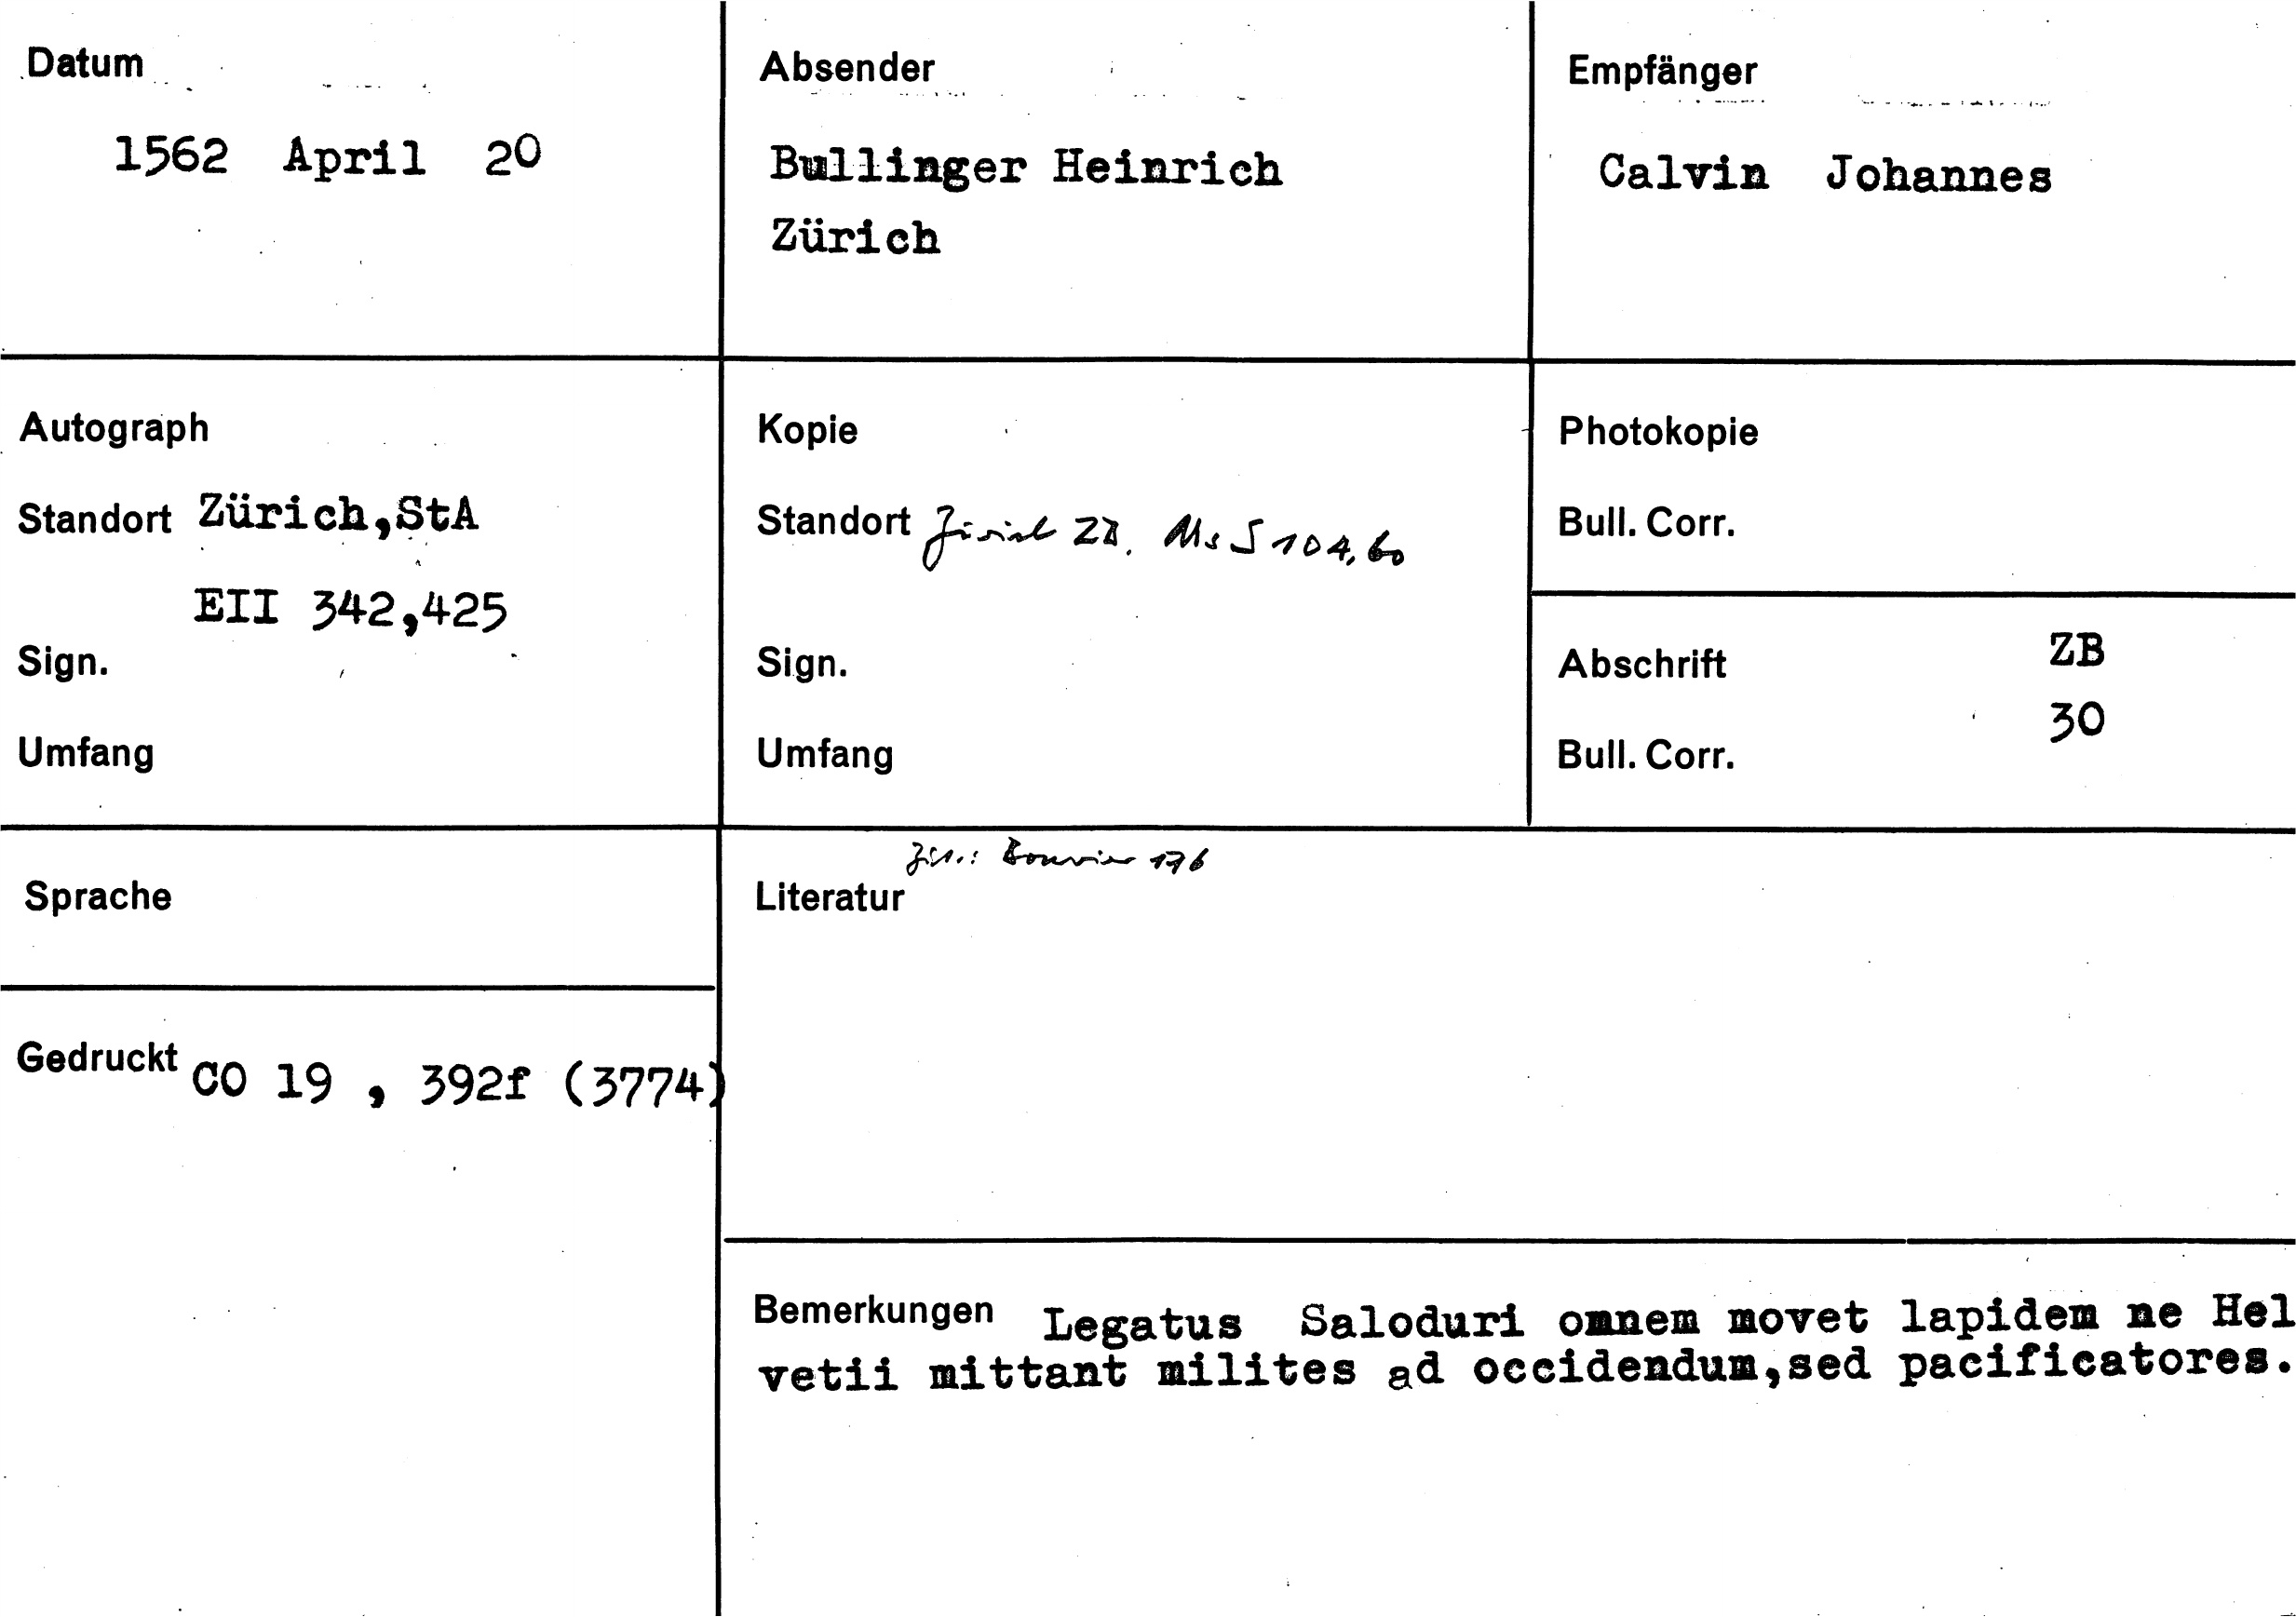 Datum
1562 April 20
Absender
Bullinger Heinrich
Zürich
Empfänger
Calvin Johannes
Autograph
Standort Zürich,StA
EII 342,425
Sign.
Umfang
Kopie
Standort Zürich ZB. Ms S 104, 60
Sign.
Umfang
Photokopie
Bull. Corr.
Abschrift ZB
30
Bull. Corr.
Sprache
Gedruckt CO 19 , 392f (3774)
Zit.: Bouvier 176
Literatur
Bemerkungen Legatus Saloduri omnem movet lapidem ne Hel
vetii mittant milites ad occidendum,sed pacificatores.